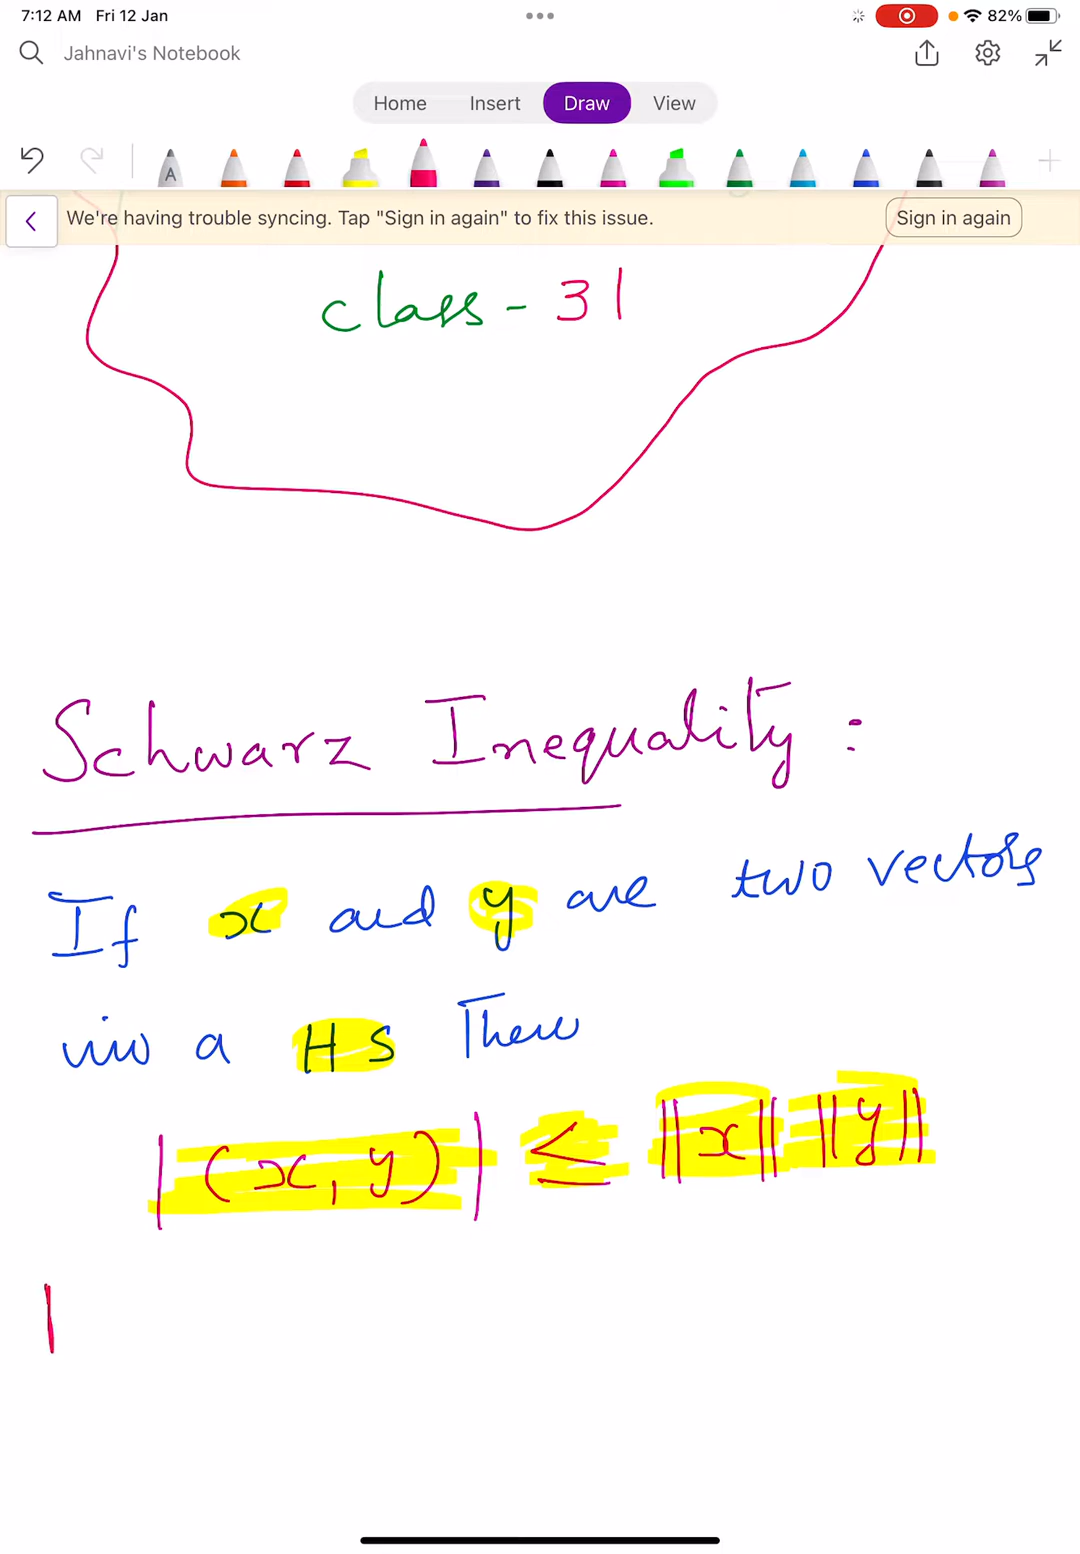 7:12 AM Fri 12 Jan 82%
Jahnavi's Notebook
Home Insert Draw View
A
We're having trouble syncing. Tap "Sign in again" to fix this issue. Sign in again
class - 31
Schwarz Inequality :
If x and y are two vectors
in a HS Then
|(x, y)| ≤ ||x|| ||y||